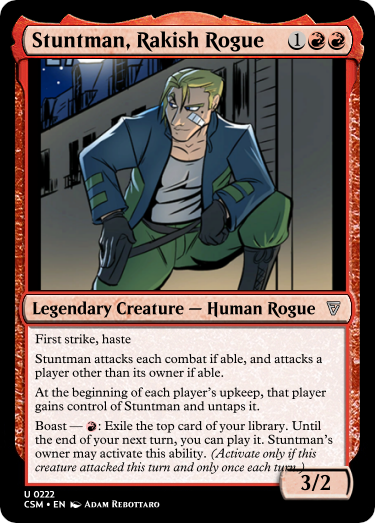 Stuntman, Rakish Rogue 1
Legendary Creature — Human Rogue
First strike, haste
Stuntman attacks each combat if able, and attacks a
player other than its owner if able.
At the beginning of each player's upkeep, that player
gains control of Stuntman and untaps it.
Boast — : Exile the top card of your library. Until
the end of your next turn, you can play it. Stuntman's
owner may activate this ability. (Activate only if this
creature attacked this turn and only once each turn.)
3/2
U 0222
CSM • EN Adam Rebottaro